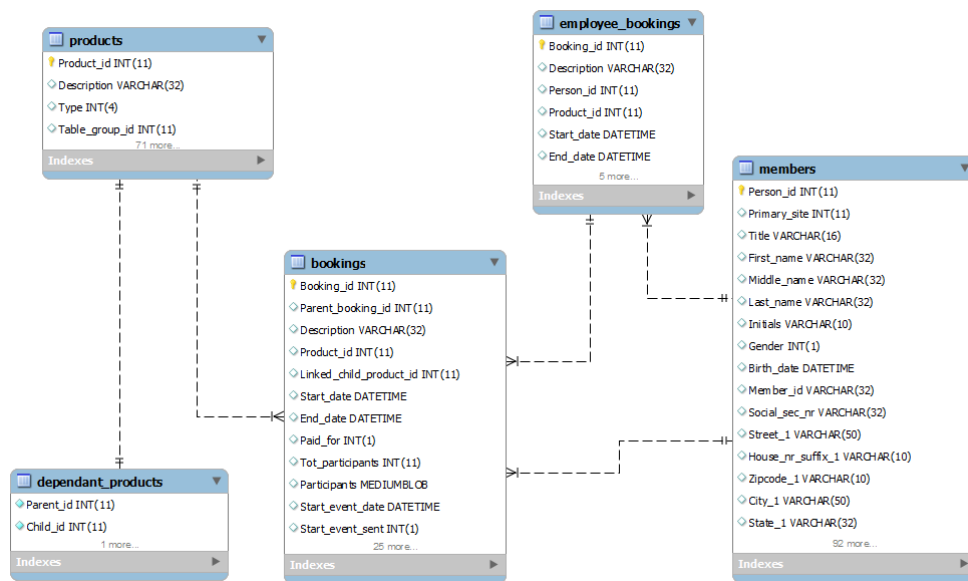 products
Product_id INT(11)
Description VARCHAR(32)
Type INT(4)
Table_group_id INT(11)
71 more...
Indexes
employee_bookings
Booking_id INT(11)
Description VARCHAR(32)
Person_id INT(11)
Product_id INT(11)
Start_date DATETIME
End_date DATETIME
5 more...
Indexes
members
Person_id INT(11)
Primary_site INT(11)
Title VARCHAR(16)
First_name VARCHAR(32)
Middle_name VARCHAR(32)
Last_name VARCHAR(32)
Initials VARCHAR(10)
Gender INT(1)
Birth_date DATETIME
Member_id VARCHAR(32)
Social_sec_nr VARCHAR(32)
Street_1 VARCHAR(50)
House_nr_suffix_1 VARCHAR(10)
Zipcode_1 VARCHAR(10)
City_1 VARCHAR(50)
State_1 VARCHAR(32)
92 more...
Indexes
bookings
Booking_id INT(11)
Parent_booking_id INT(11)
Description VARCHAR(32)
Product_id INT(11)
Linked_child_product_id INT(11)
Start_date DATETIME
End_date DATETIME
Paid_for INT(1)
Tot_participants INT(11)
Participants MEDIUMBLOB
Start_event_date DATETIME
Start_event_sent INT(1)
25 more...
Indexes
dependant_products
Parent_id INT(11)
Child_id INT(11)
1 more...
Indexes